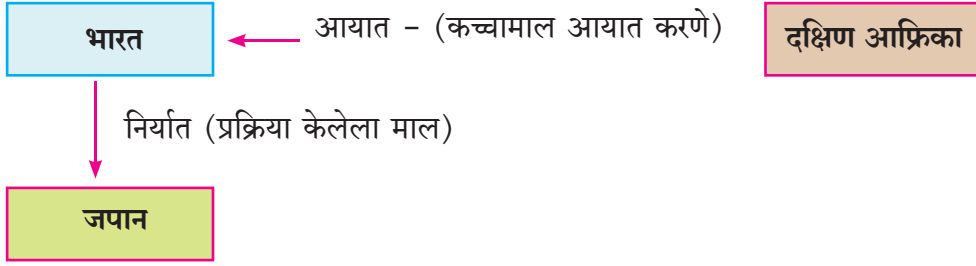 भारत
आयात – (कच्चामाल आयात करणे)
दक्षिण आफ्रिका
निर्यात (प्रक्रिया केलेला माल)
जपान